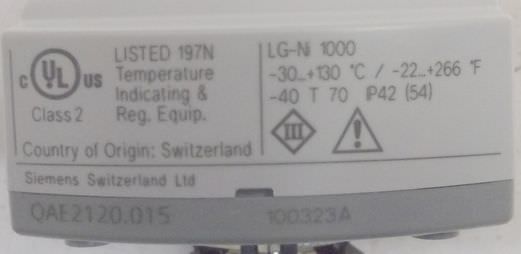 LISTED 197N
Temperature
Indicating &
Reg. Equip.
c UL US
Class 2
Country of Origin: Switzerland
LG-Ni 1000
-30...+130 °C / -22...+266 °F
-40 T 70 IP42 (54)
III
Siemens Switzerland Ltd
QAE2120.015
100323A